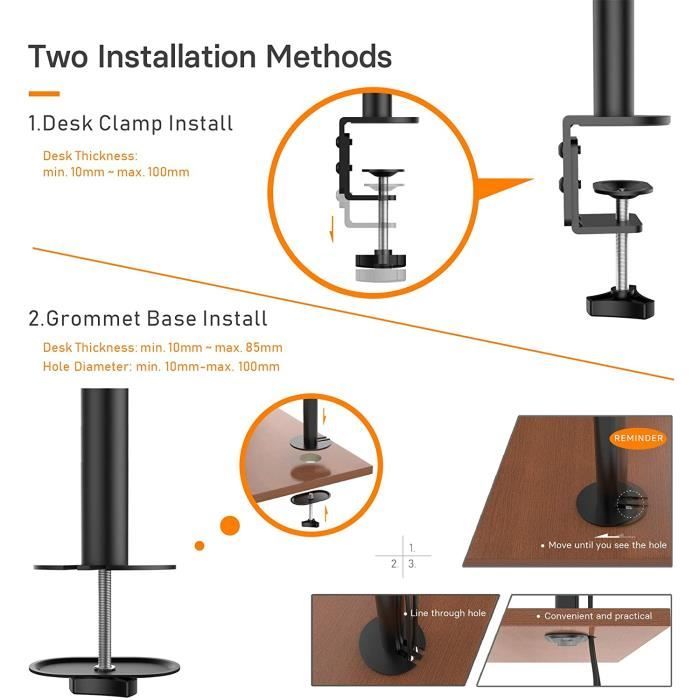 Two Installation Methods
1.Desk Clamp Install
Desk Thickness:
min. 10mm ~ max. 100mm
2.Grommet Base Install
Desk Thickness: min. 10mm ~ max. 85mm
Hole Diameter: min. 10mm-max. 100mm
REMINDER
• Move until you see the hole
1.
2. 3.
• Line through hole
• Convenient and practical